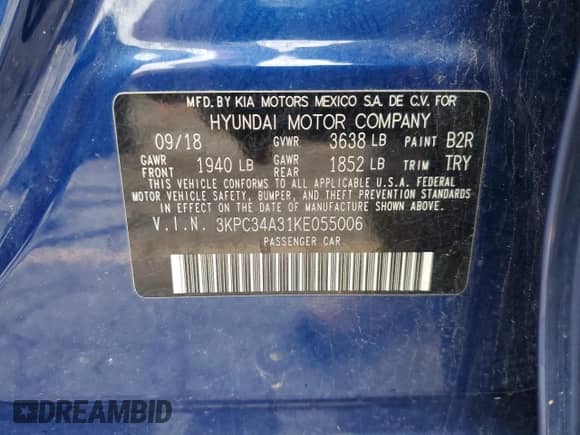 MFD. BY KIA MOTORS MEXICO S.A. DE C.V. FOR
HYUNDAI MOTOR COMPANY
09/18 GVWR 3638 LB PAINT B2R
GAWR FRONT 1940 LB GAWR REAR 1852 LB TRIM TRY
THIS VEHICLE CONFORMS TO ALL APPLICABLE U.S.A. FEDERAL
MOTOR VEHICLE SAFETY, BUMPER, AND THEFT PREVENTION STANDARDS
IN EFFECT ON THE DATE OF MANUFACTURE SHOWN ABOVE.
V.I.N. 3KPC34A31KE055006
PASSENGER CAR
DREAMBID